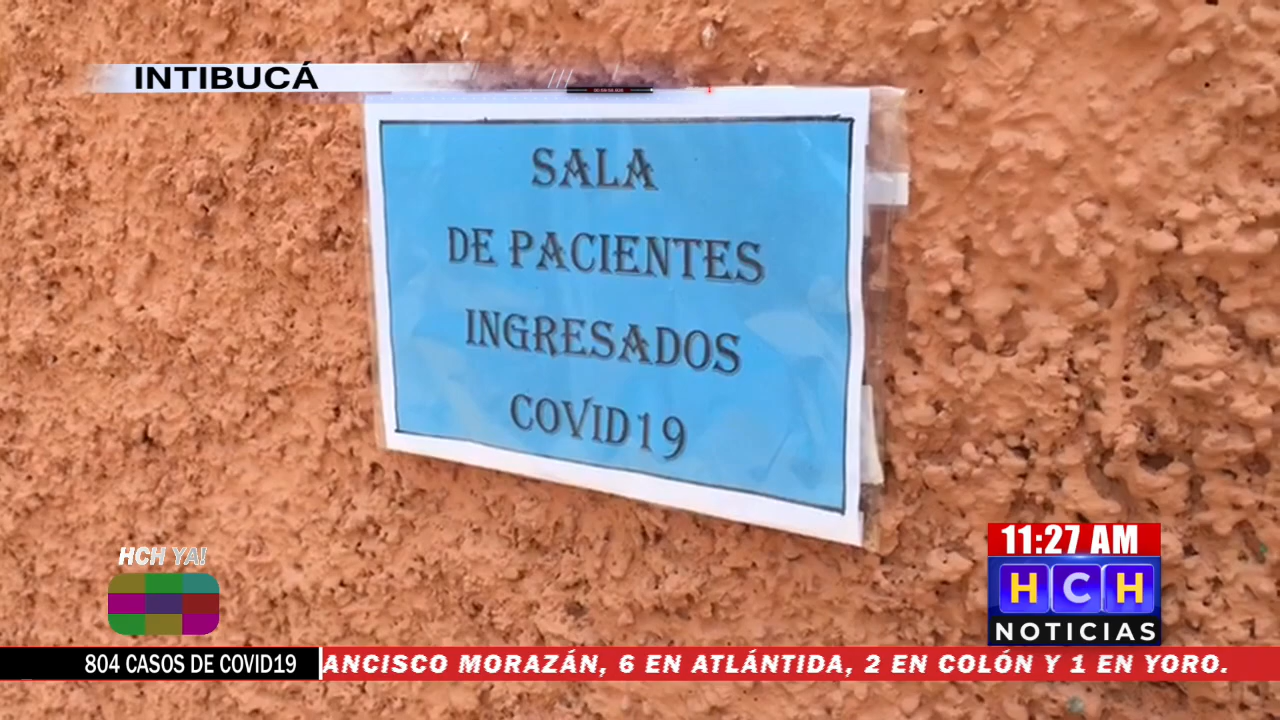 INTIBUCÁ
SALA
DE PACIENTES
INGRESADOS
COVID19
HCH YA!
11:27 AM
HCH
NOTICIAS
804 CASOS DE COVID19
ANCISCO MORAZÁN, 6 EN ATLÁNTIDA, 2 EN COLÓN Y 1 EN YORO.